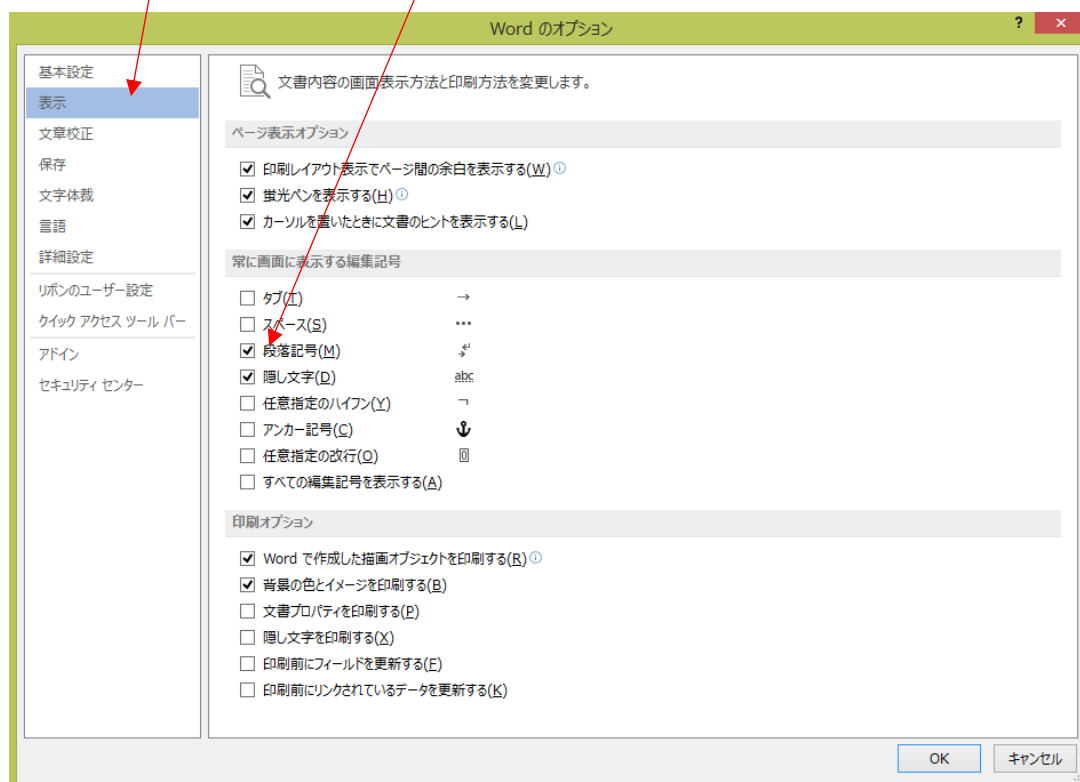 Word のオプション
?
×
基本設定
表示
文章校正
保存
文字体裁
言語
詳細設定
リボンのユーザー設定
クイック アクセス ツール バー
アドイン
セキュリティ センター
文書内容の画面表示方法と印刷方法を変更します。
ページ表示オプション
印刷レイアウト表示でページ間の余白を表示する(W)
蛍光ペンを表示する(H)
カーソルを置いたときに文書のヒントを表示する(L)
常に画面に表示する編集記号
タブ(T) →
スペース(S) ···
段落記号(M)
隠し文字(D) abc
任意指定のハイフン(Y) ¬
アンカー記号(C)
任意指定の改行(O)
すべての編集記号を表示する(A)
印刷オプション
Word で作成した描画オブジェクトを印刷する(R)
背景の色とイメージを印刷する(B)
文書プロパティを印刷する(P)
隠し文字を印刷する(X)
印刷前にフィールドを更新する(F)
印刷前にリンクされているデータを更新する(K)
OK キャンセル